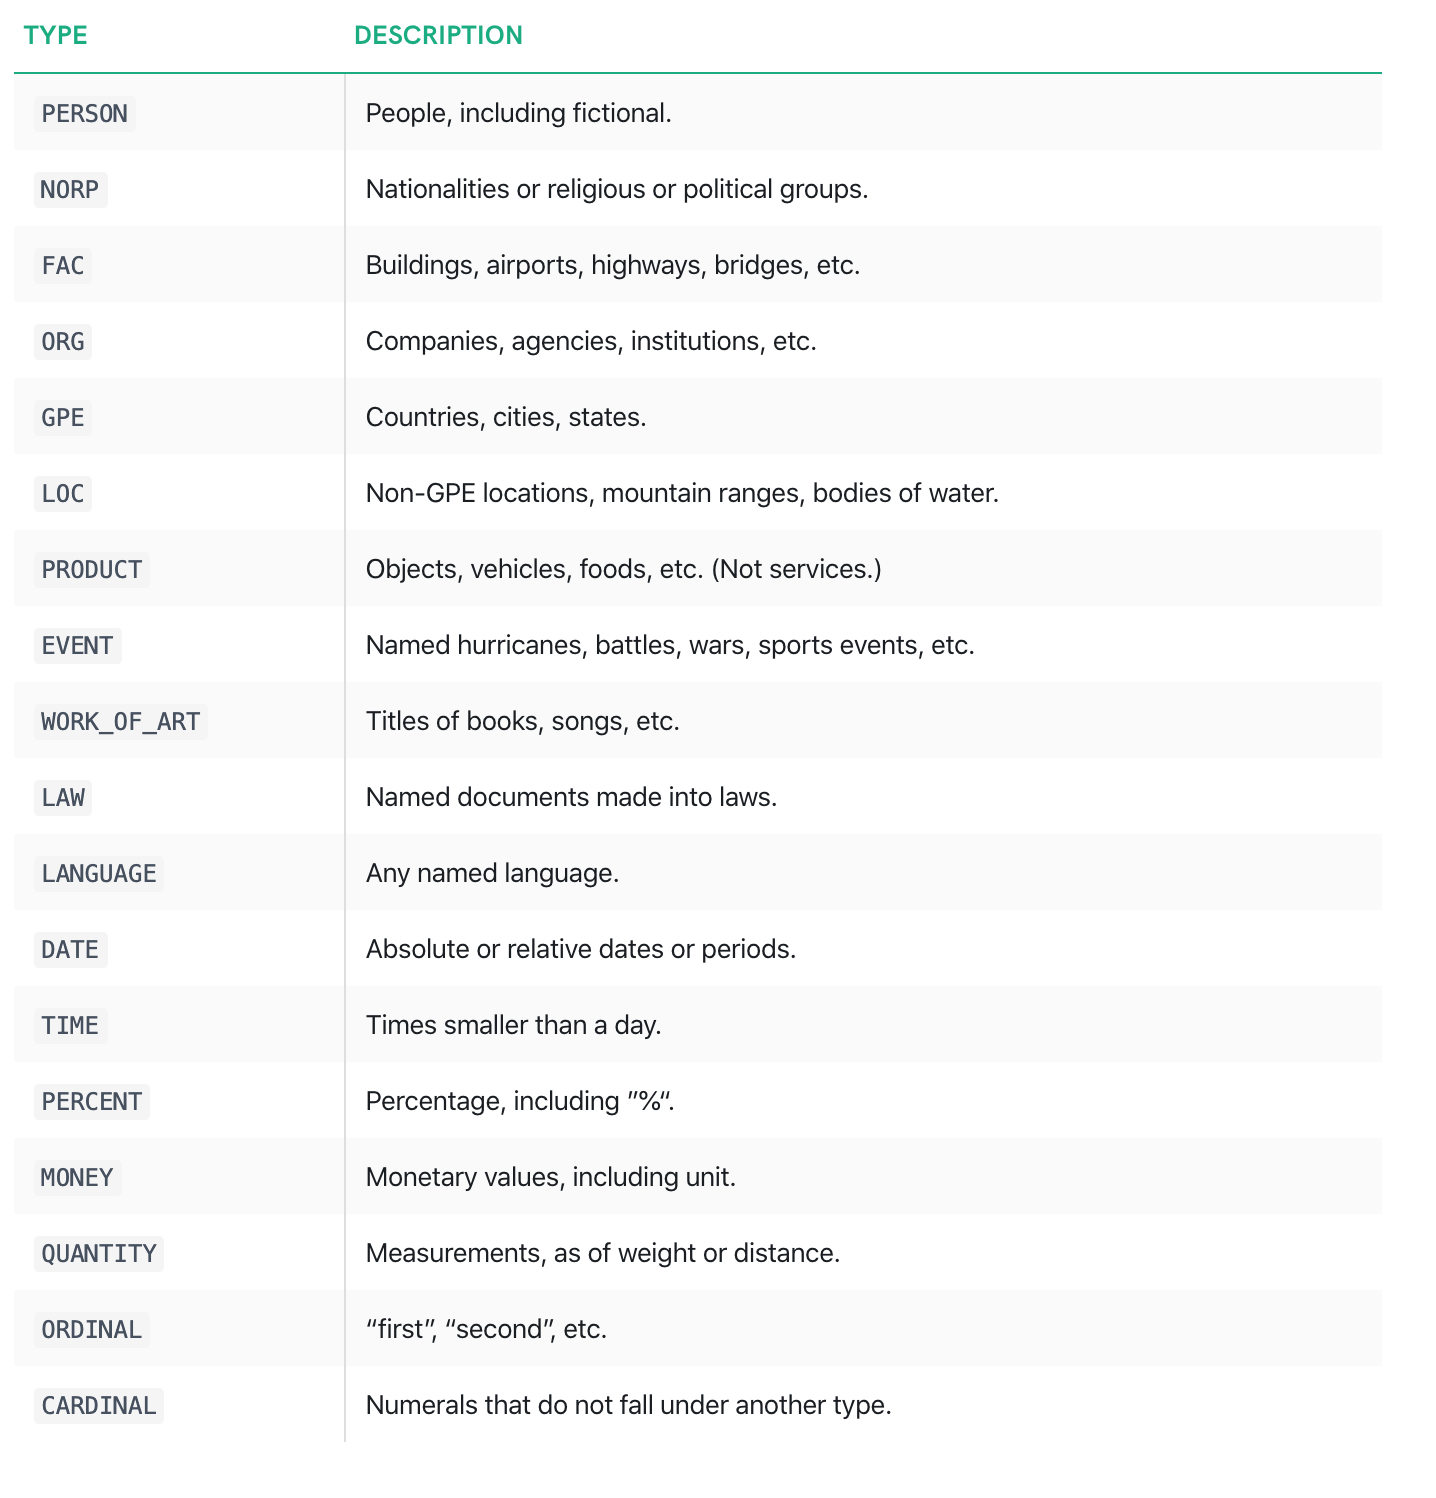 TYPE DESCRIPTION
PERSON People, including fictional.
NORP Nationalities or religious or political groups.
FAC Buildings, airports, highways, bridges, etc.
ORG Companies, agencies, institutions, etc.
GPE Countries, cities, states.
LOC Non-GPE locations, mountain ranges, bodies of water.
PRODUCT Objects, vehicles, foods, etc. (Not services.)
EVENT Named hurricanes, battles, wars, sports events, etc.
WORK_OF_ART Titles of books, songs, etc.
LAW Named documents made into laws.
LANGUAGE Any named language.
DATE Absolute or relative dates or periods.
TIME Times smaller than a day.
PERCENT Percentage, including ”%“.
MONEY Monetary values, including unit.
QUANTITY Measurements, as of weight or distance.
ORDINAL “first”, “second”, etc.
CARDINAL Numerals that do not fall under another type.